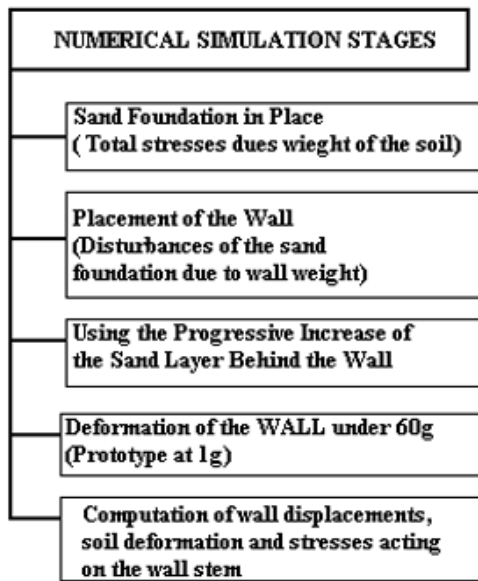 NUMERICAL SIMULATION STAGES
Sand Foundation in Place
( Total stresses dues wieght of the soil)
Placement of the Wall
(Disturbances of the sand
foundation due to wall weight)
Using the Progressive Increase of
the Sand Layer Behind the Wall
Deformation of the WALL under 60g
(Prototype at 1g)
Computation of wall displacements,
soil deformation and stresses acting
on the wall stem